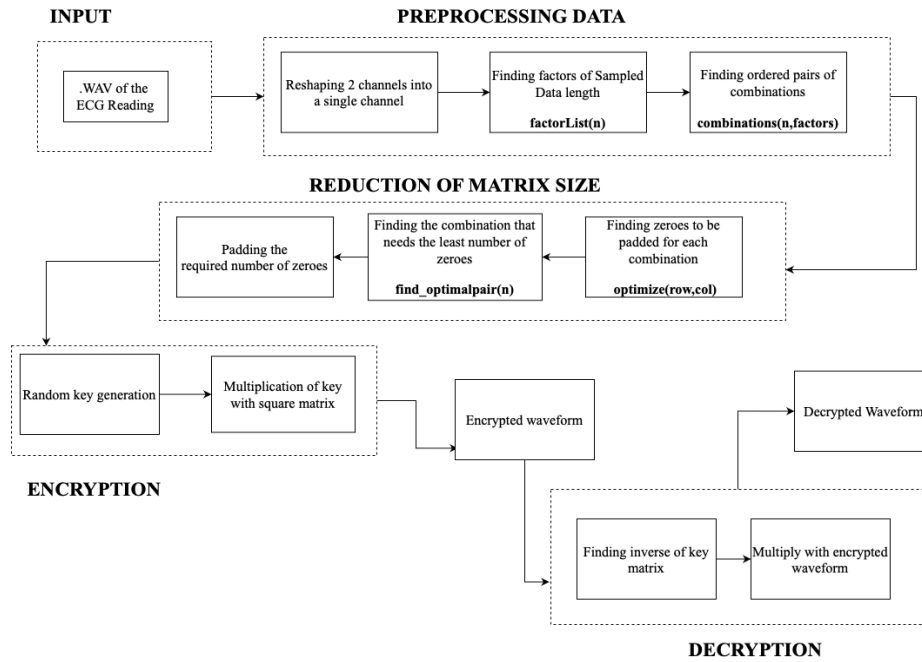 INPUT
PREPROCESSING DATA
.WAV of the
ECG Reading
Reshaping 2 channels into
a single channel
Finding factors of Sampled
Data length
factorList(n)
Finding ordered pairs of
combinations
combinations(n,factors)
REDUCTION OF MATRIX SIZE
Padding the
required number of zeroes
Finding the combination that
needs the least number of
zeroes
find_optimalpair(n)
Finding zeroes to be
padded for each
combination
optimize(row,col)
Random key generation
Multiplication of key
with square matrix
Encrypted waveform
Decrypted Waveform
ENCRYPTION
Finding inverse of key
matrix
Multiply with encrypted
waveform
DECRYPTION